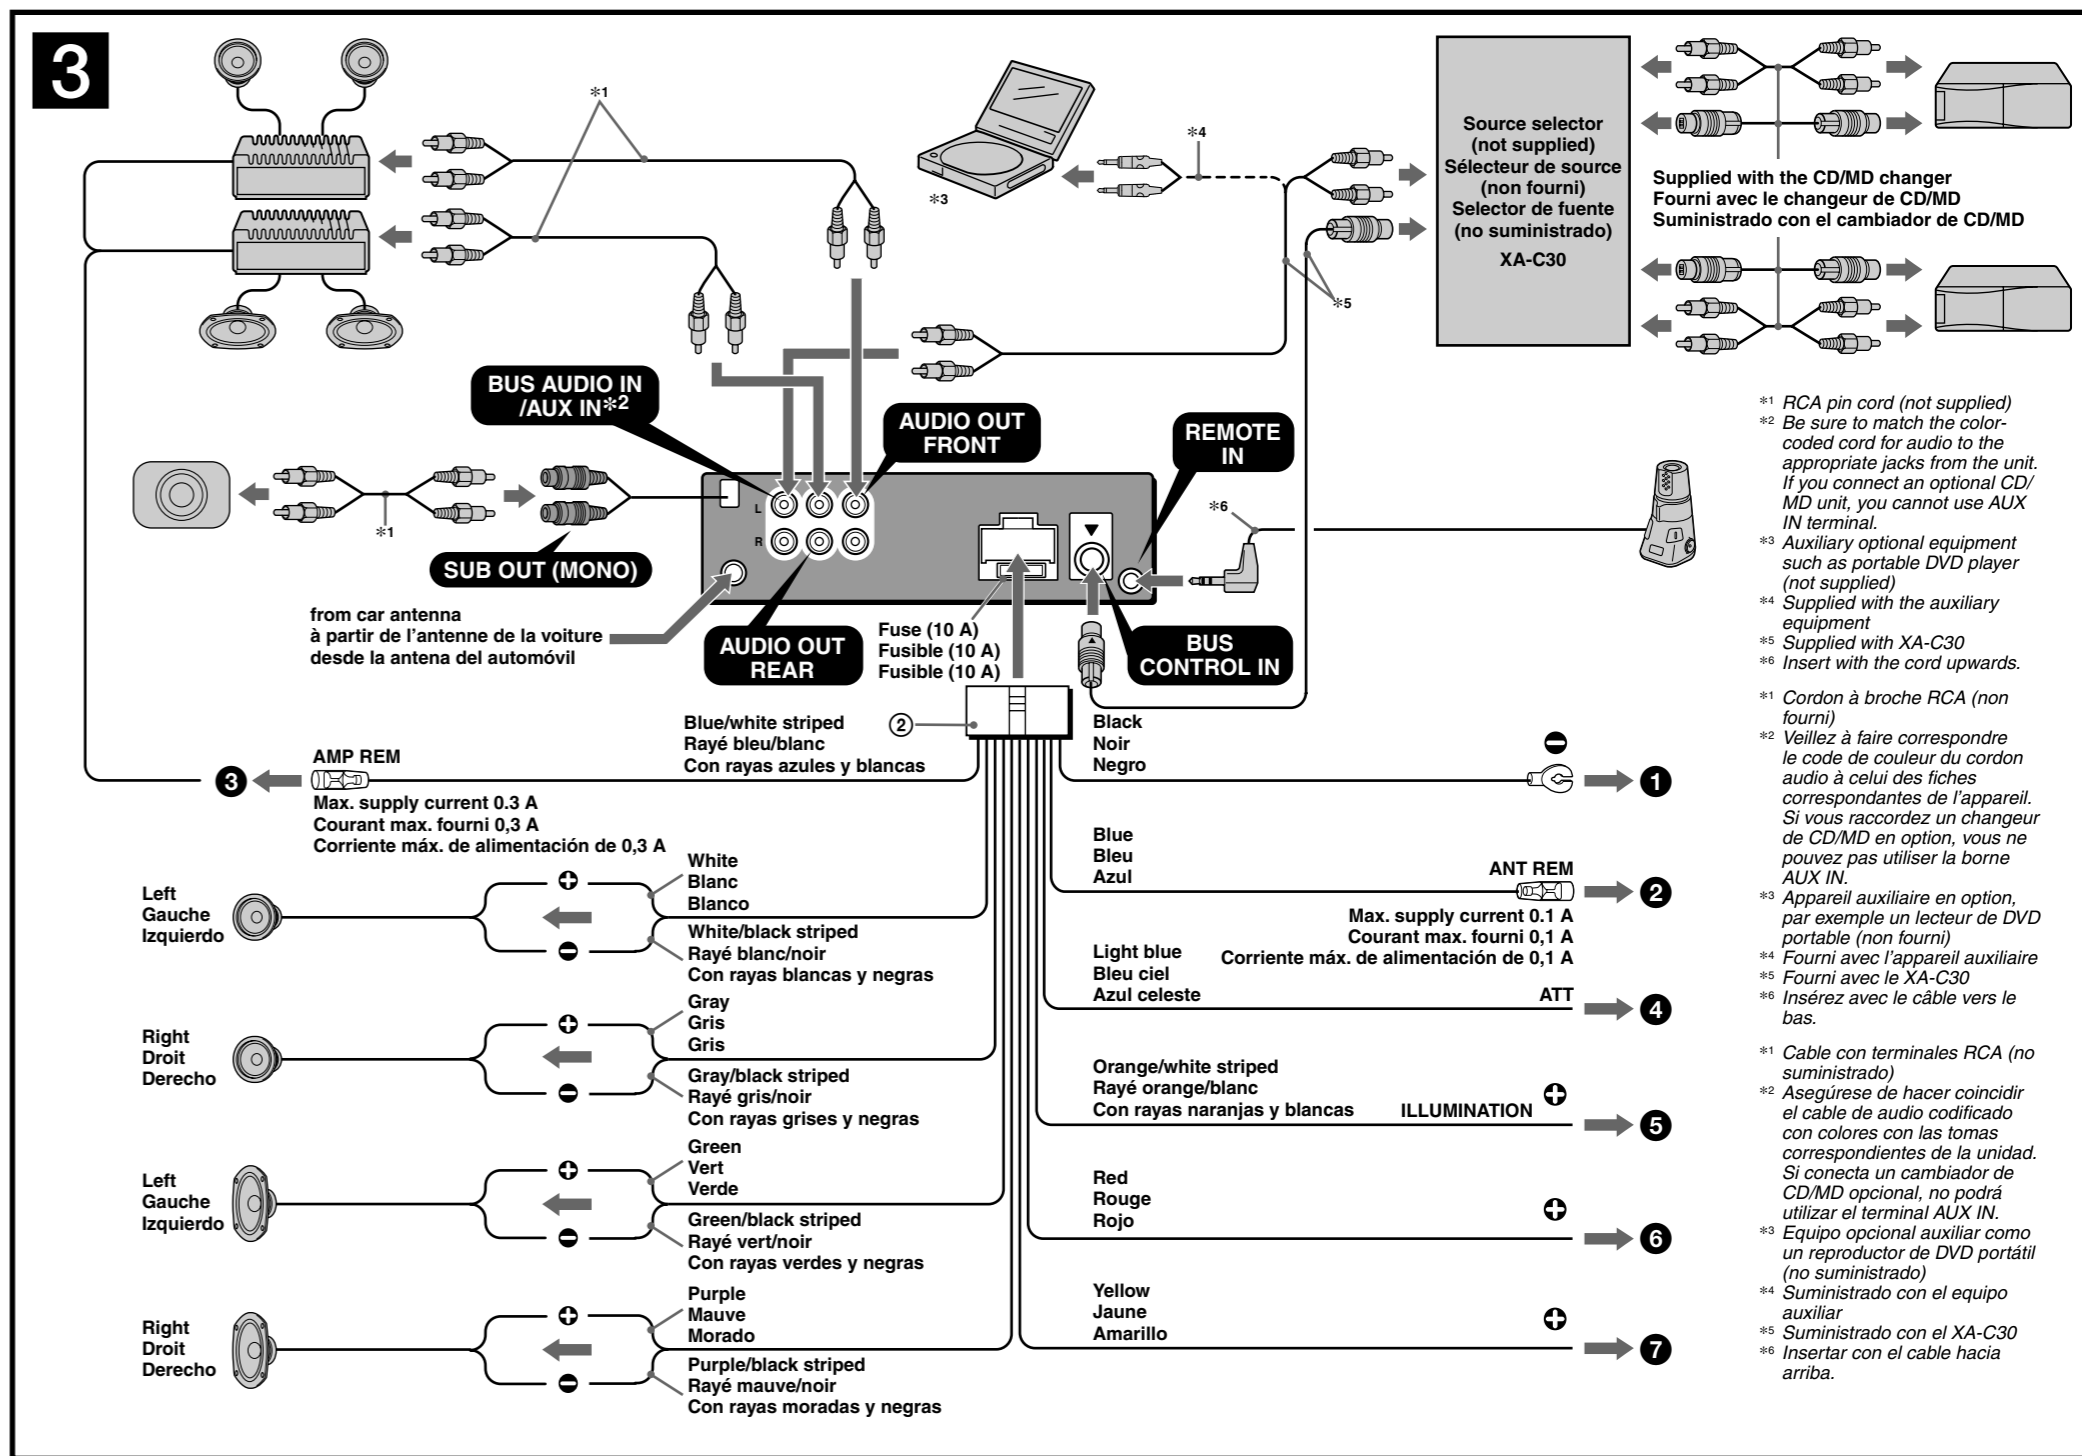 3
*1
*4
*3
*5
Source selector
(not supplied)
Sélecteur de source
(non fourni)
Selector de fuente
(no suministrado)
XA-C30
Supplied with the CD/MD changer
Fourni avec le changeur de CD/MD
Suministrado con el cambiador de CD/MD
BUS AUDIO IN
/AUX IN*2
AUDIO OUT
FRONT
REMOTE
IN
L
R
*1
*6
SUB OUT (MONO)
from car antenna
à partir de l'antenne de la voiture
desde la antena del automóvil
AUDIO OUT
REAR
Fuse (10 A)
Fusible (10 A)
Fusible (10 A)
BUS
CONTROL IN
2
Blue/white striped
Rayé bleu/blanc
Con rayas azules y blancas
3
AMP REM
Max. supply current 0.3 A
Courant max. fourni 0,3 A
Corriente máx. de alimentación de 0,3 A
Left
Gauche
Izquierdo
+
−
White
Blanc
Blanco
White/black striped
Rayé blanc/noir
Con rayas blancas y negras
Right
Droit
Derecho
+
−
Gray
Gris
Gris
Gray/black striped
Rayé gris/noir
Con rayas grises y negras
Left
Gauche
Izquierdo
+
−
Green
Vert
Verde
Green/black striped
Rayé vert/noir
Con rayas verdes y negras
Right
Droit
Derecho
+
−
Purple
Mauve
Morado
Purple/black striped
Rayé mauve/noir
Con rayas moradas y negras
Black
Noir
Negro
−
1
Blue
Bleu
Azul
ANT REM
2
Max. supply current 0.1 A
Courant max. fourni 0,1 A
Corriente máx. de alimentación de 0,1 A
Light blue
Bleu ciel
Azul celeste
ATT
4
Orange/white striped
Rayé orange/blanc
Con rayas naranjas y blancas
ILLUMINATION
+
5
Red
Rouge
Rojo
+
6
Yellow
Jaune
Amarillo
+
7
*1 RCA pin cord (not supplied)
*2 Be sure to match the color-
coded cord for audio to the
appropriate jacks from the unit.
If you connect an optional CD/
MD unit, you cannot use AUX
IN terminal.
*3 Auxiliary optional equipment
such as portable DVD player
(not supplied)
*4 Supplied with the auxiliary
equipment
*5 Supplied with XA-C30
*6 Insert with the cord upwards.
*1 Cordon à broche RCA (non
fourni)
*2 Veillez à faire correspondre
le code de couleur du cordon
audio à celui des fiches
correspondantes de l'appareil.
Si vous raccordez un changeur
de CD/MD en option, vous ne
pouvez pas utiliser la borne
AUX IN.
*3 Appareil auxiliaire en option,
par exemple un lecteur de DVD
portable (non fourni)
*4 Fourni avec l'appareil auxiliaire
*5 Fourni avec le XA-C30
*6 Insérez avec le câble vers le
bas.
*1 Cable con terminales RCA (no
suministrado)
*2 Asegúrese de hacer coincidir
el cable de audio codificado
con colores con las tomas
correspondientes de la unidad.
Si conecta un cambiador de
CD/MD opcional, no podrá
utilizar el terminal AUX IN.
*3 Equipo opcional auxiliar como
un reproductor de DVD portátil
(no suministrado)
*4 Suministrado con el equipo
auxiliar
*5 Suministrado con el XA-C30
*6 Insertar con el cable hacia
arriba.